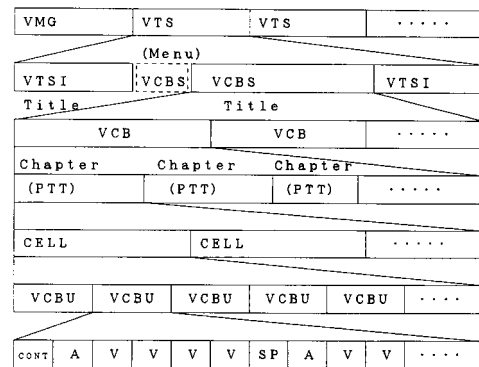 VMG VTS VTS ·····
(Menu)
VTSI VCBS VCBS VTSI
Title Title
VCB VCB ·····
Chapter Chapter Chapter
(PTT) (PTT) (PTT) ·····
CELL CELL ·····
VCBU VCBU VCBU VCBU VCBU ····
CONT A V V V V SP A V V ····